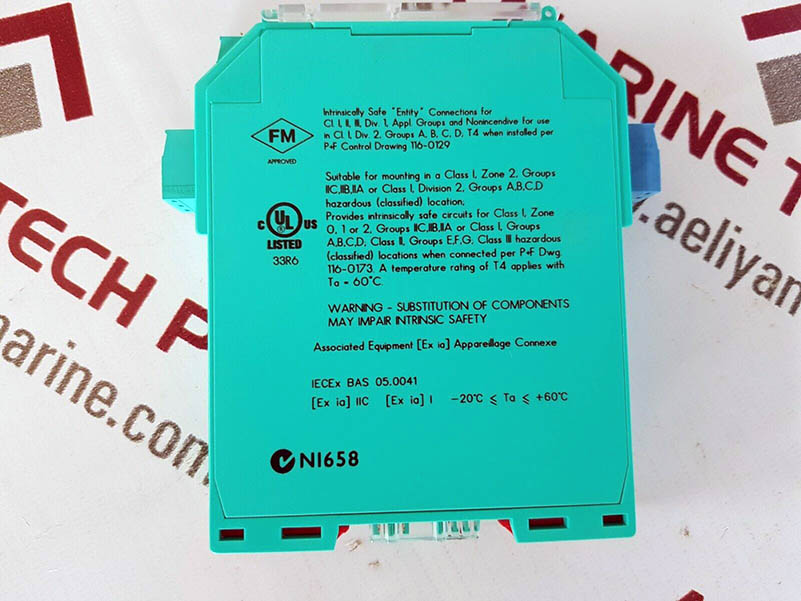 Intrinsically Safe "Entity" Connections for
Cl. I, II, III, Div. 1, Appl. Groups and Nonincendive for use
in Cl. I, Div. 2, Groups A, B, C, D, T4 when installed per
P+F Control Drawing 116-0129
FM
APPROVED
Suitable for mounting in a Class I, Zone 2, Groups
IIC,IIB,IIA or Class I, Division 2, Groups A,B,C,D
hazardous (classified) location;
Provides intrinsically safe circuits for Class I, Zone
0, 1 or 2, Groups IIC,IIB,IIA or Class I, Groups
A,B,C,D, Class II, Groups E,F,G; Class III hazardous
(classified) locations when connected per P+F Dwg.
116-0173. A temperature rating of T4 applies with
Ta = 60°C.
C UL US
LISTED
33R6
WARNING - SUBSTITUTION OF COMPONENTS
MAY IMPAIR INTRINSIC SAFETY
Associated Equipment [Ex ia] Appareillage Connexe
IECEx BAS 05.0041
[Ex ia] IIC [Ex ia] I -20°C ≤ Ta ≤ +60°C
N1658
TECH P
marine.com
ARINE T
w.aeliyam